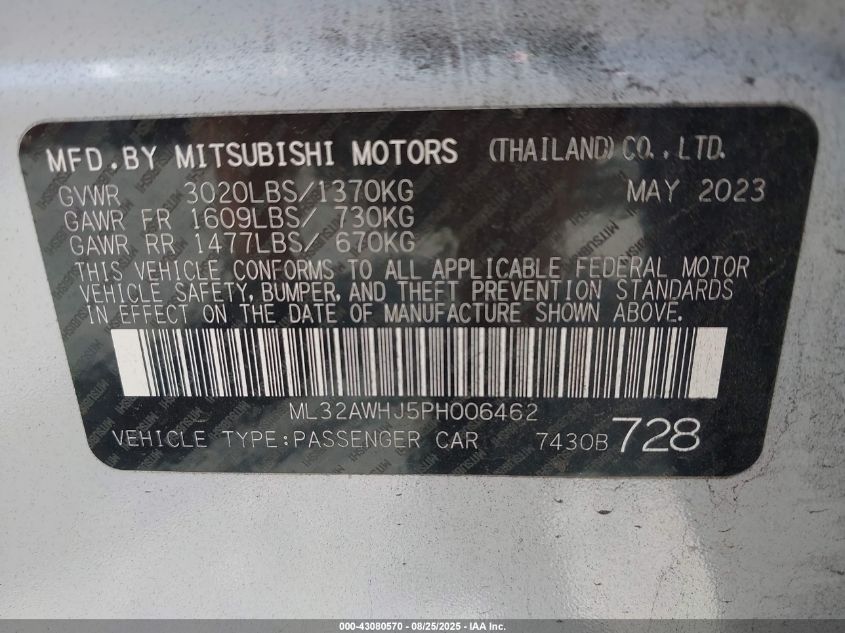 MFD.BY MITSUBISHI MOTORS (THAILAND) CO., LTD.
GVWR 3020LBS/1370KG MAY 2023
GAWR FR 1609LBS/ 730KG
GAWR RR 1477LBS/ 670KG
THIS VEHICLE CONFORMS TO ALL APPLICABLE FEDERAL MOTOR
VEHICLE SAFETY, BUMPER, AND THEFT PREVENTION STANDARDS
IN EFFECT ON THE DATE OF MANUFACTURE SHOWN ABOVE.
ML32AWHJ5PH006462
VEHICLE TYPE:PASSENGER CAR 7430B 728
000-43080570 - 08/25/2025 - IAA Inc.